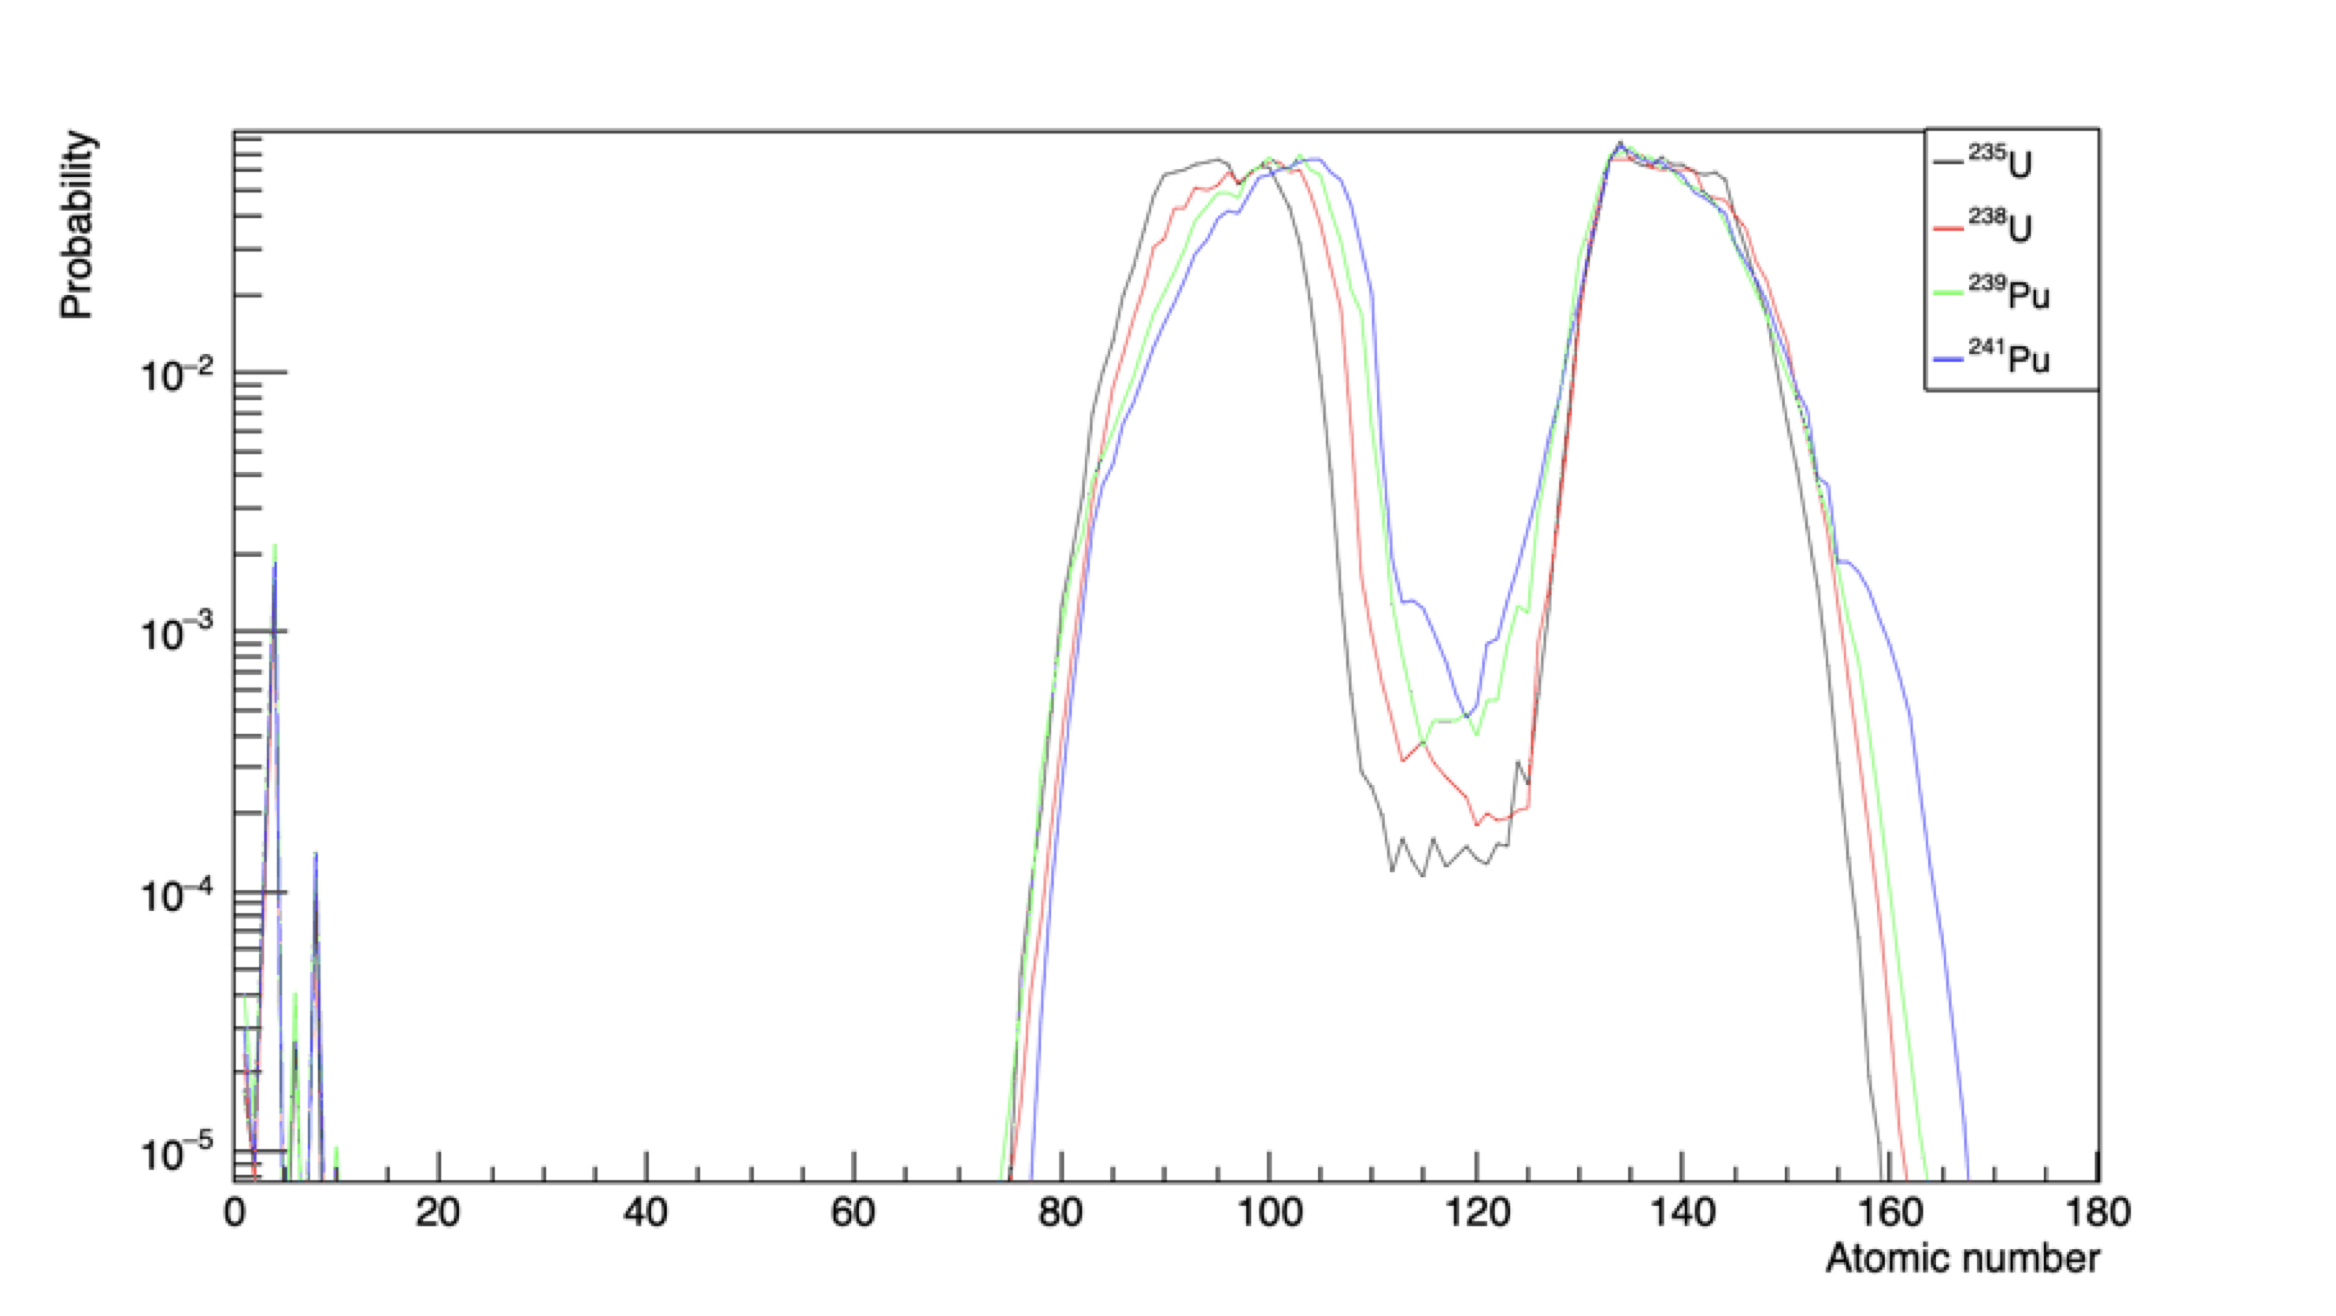 Probability
²³⁵U
²³⁸U
²³⁹Pu
²⁴¹Pu
10⁻²
10⁻³
10⁻⁴
10⁻⁵
0 20 40 60 80 100 120 140 160 180
Atomic number